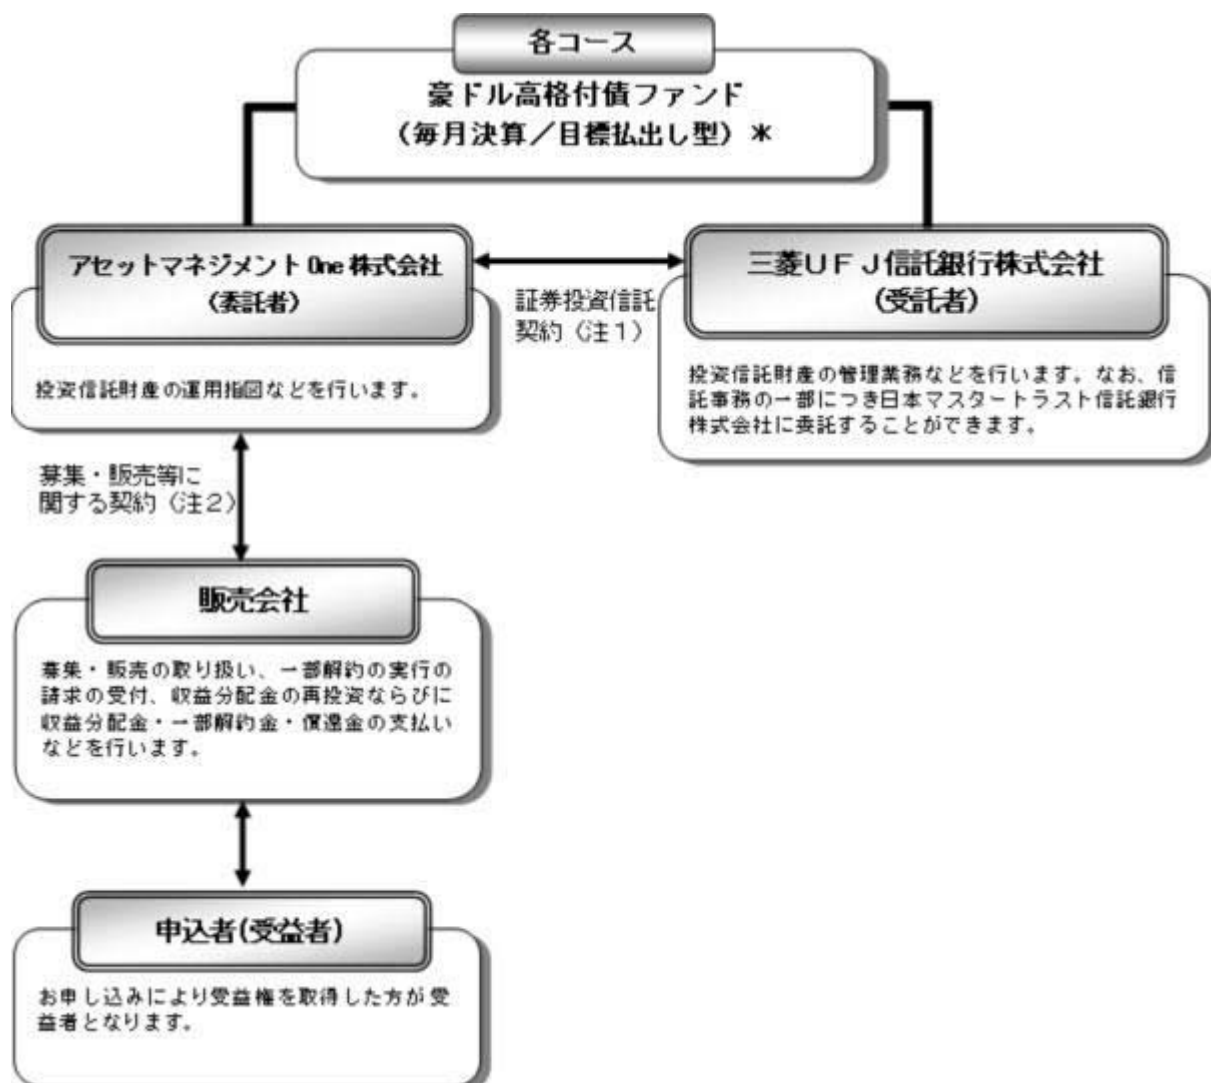 各コース
豪ドル高格付債ファンド
（毎月決算／目標払出し型）＊
アセットマネジメントOne株式会社
（委託者）
投資信託財産の運用指図などを行います。
証券投資信託
契約（注１）
三菱ＵＦＪ信託銀行株式会社
（受託者）
投資信託財産の管理業務などを行います。なお、信
託事務の一部につき日本マスタートラスト信託銀行
株式会社に委託することができます。
募集・販売等に
関する契約（注２）
販売会社
募集・販売の取り扱い、一部解約の実行の
請求の受付、収益分配金の再投資ならびに
収益分配金・一部解約金・償還金の支払い
などを行います。
申込者(受益者)
お申し込みにより受益権を取得した方が受
益者となります。